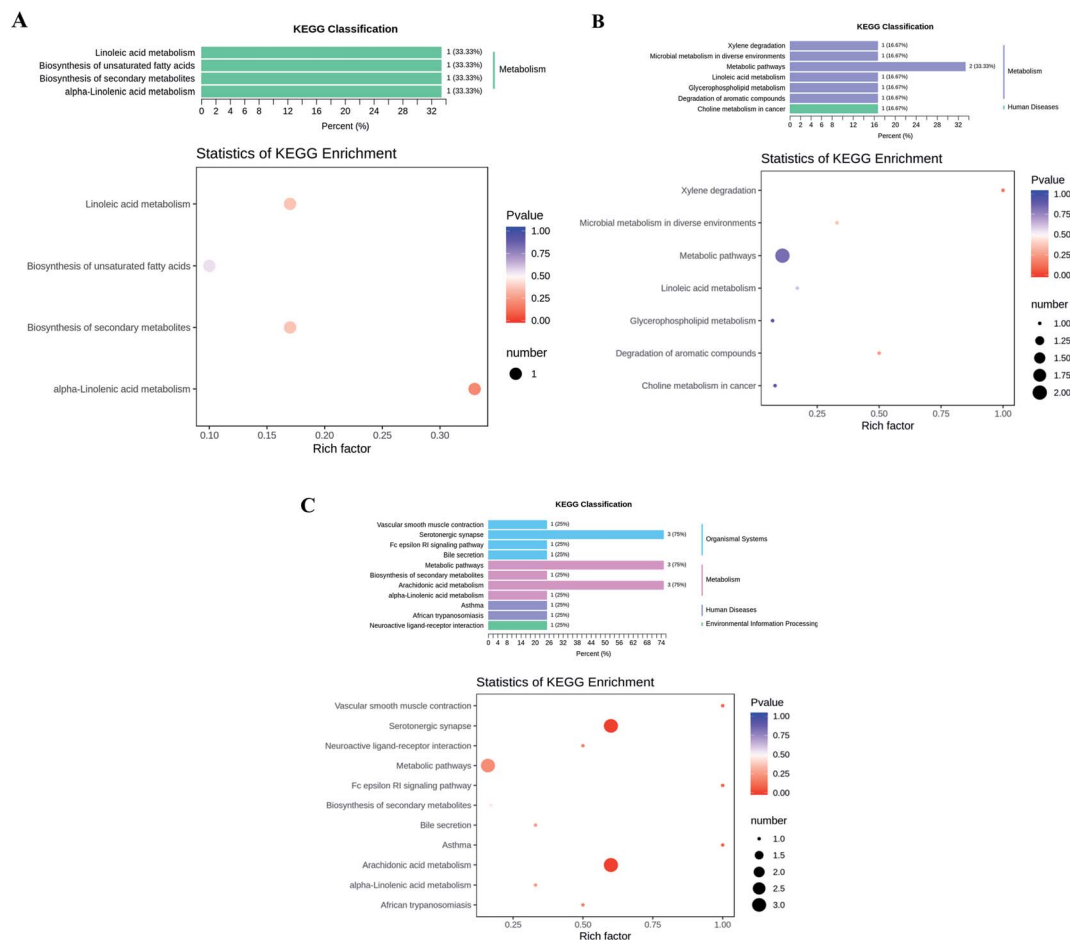 A
KEGG Classification
Linoleic acid metabolism 1 (33.33%)
Biosynthesis of unsaturated fatty acids 1 (33.33%)
Biosynthesis of secondary metabolites 1 (33.33%)
alpha-Linolenic acid metabolism 1 (33.33%)
Metabolism
0 2 4 6 8 12 16 20 24 28 32
Percent (%)
Statistics of KEGG Enrichment
Linoleic acid metabolism
Biosynthesis of unsaturated fatty acids
Biosynthesis of secondary metabolites
alpha-Linolenic acid metabolism
0.10 0.15 0.20 0.25 0.30
Rich factor
Pvalue
1.00
0.75
0.50
0.25
0.00
number
1
B
KEGG Classification
Xylene degradation 1 (16.67%)
Microbial metabolism in diverse environments 1 (16.67%)
Metabolic pathways 2 (33.33%)
Linoleic acid metabolism 1 (16.67%)
Glycerophospholipid metabolism 1 (16.67%)
Degradation of aromatic compounds 1 (16.67%)
Choline metabolism in cancer 1 (16.67%)
Metabolism
Human Diseases
0 2 4 6 8 12 16 20 24 28 32
Percent (%)
Statistics of KEGG Enrichment
Xylene degradation
Microbial metabolism in diverse environments
Metabolic pathways
Linoleic acid metabolism
Glycerophospholipid metabolism
Degradation of aromatic compounds
Choline metabolism in cancer
0.25 0.50 0.75 1.00
Rich factor
Pvalue
1.00
0.75
0.50
0.25
0.00
number
1.00
1.25
1.50
1.75
2.00
C
KEGG Classification
Vascular smooth muscle contraction 1 (25%)
Serotonergic synapse 3 (75%)
Fc epsilon RI signaling pathway 1 (25%)
Bile secretion 1 (25%)
Metabolic pathways 3 (75%)
Biosynthesis of secondary metabolites 1 (25%)
Arachidonic acid metabolism 3 (75%)
alpha-Linolenic acid metabolism 1 (25%)
Asthma 1 (25%)
African trypanosomiasis 1 (25%)
Neuroactive ligand-receptor interaction 1 (25%)
Organismal Systems
Metabolism
Human Diseases
Environmental Information Processing
0 4 8 14 20 26 32 38 44 50 56 62 68 74
Percent (%)
Statistics of KEGG Enrichment
Vascular smooth muscle contraction
Serotonergic synapse
Neuroactive ligand-receptor interaction
Metabolic pathways
Fc epsilon RI signaling pathway
Biosynthesis of secondary metabolites
Bile secretion
Asthma
Arachidonic acid metabolism
alpha-Linolenic acid metabolism
African trypanosomiasis
0.25 0.50 0.75 1.00
Rich factor
Pvalue
1.00
0.75
0.50
0.25
0.00
number
1.0
1.5
2.0
2.5
3.0